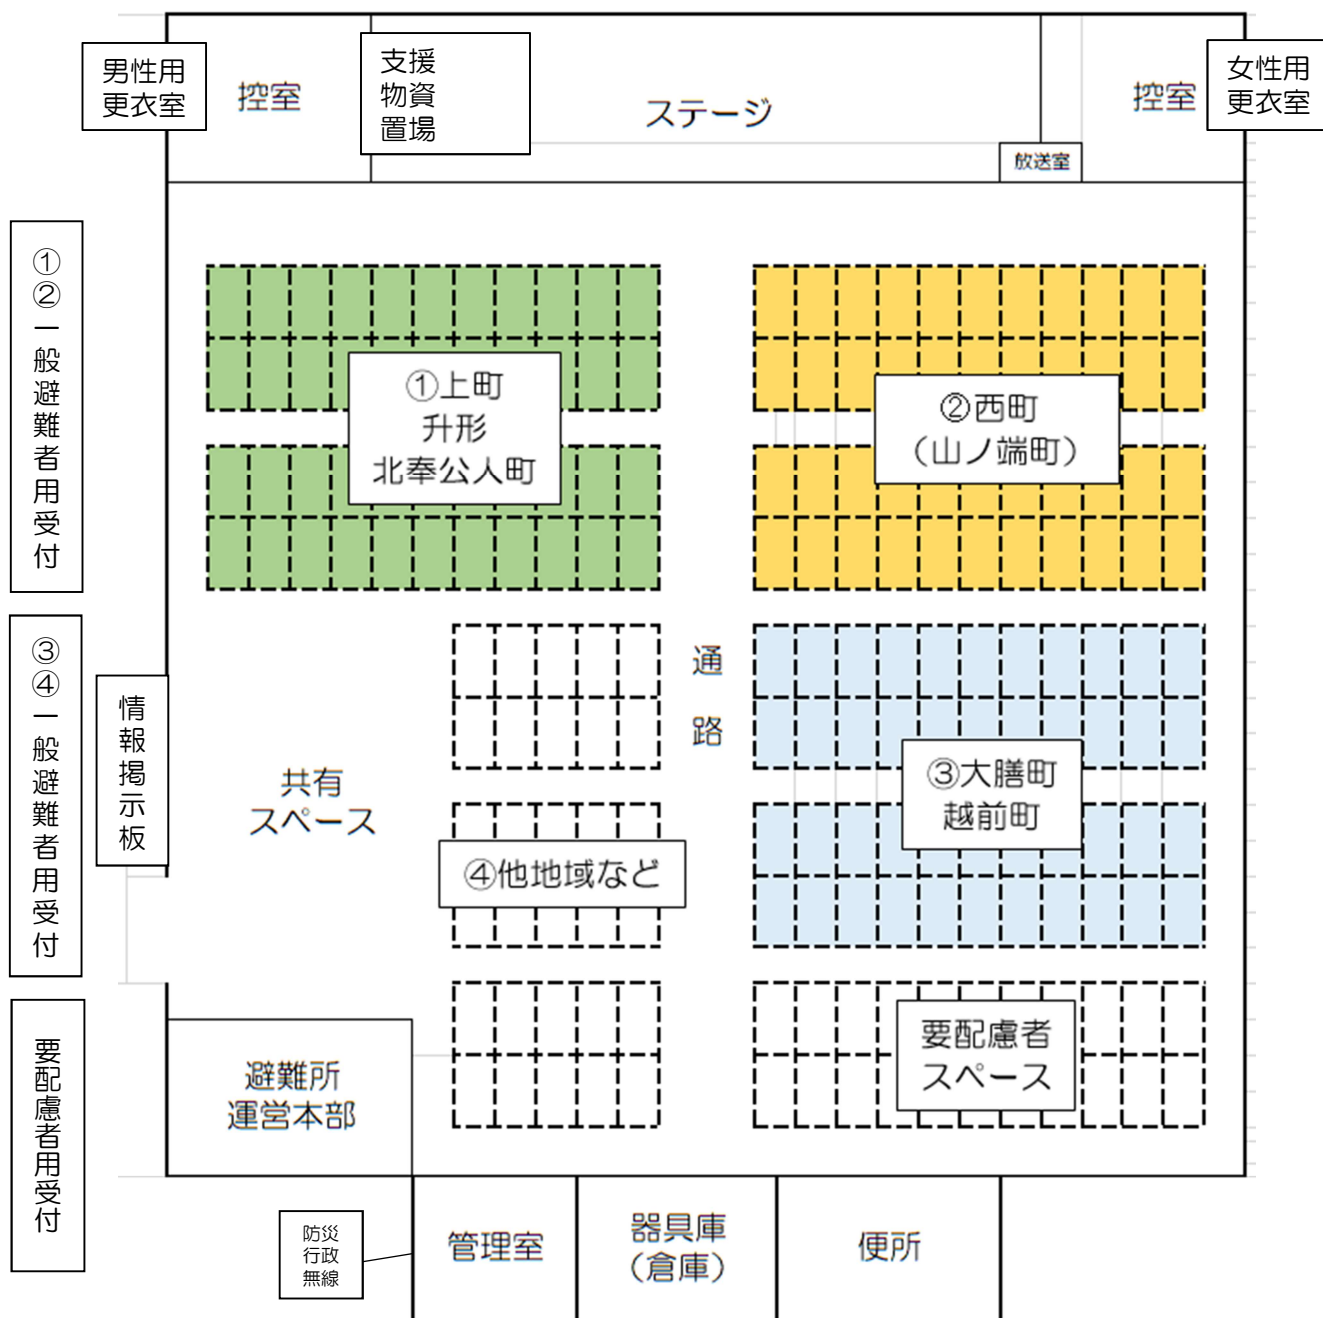 男性用
更衣室
控室
支援
物資
置場
ステージ
放送室
控室
女性用
更衣室
①②一般避難者用受付
①上町
升形
北奉公人町
②西町
（山ノ端町）
③④一般避難者用受付
情報掲示板
共有
スペース
通路
③大膳町
越前町
④他地域など
要配慮者用受付
避難所
運営本部
要配慮者
スペース
防災
行政
無線
管理室
器具庫
（倉庫）
便所